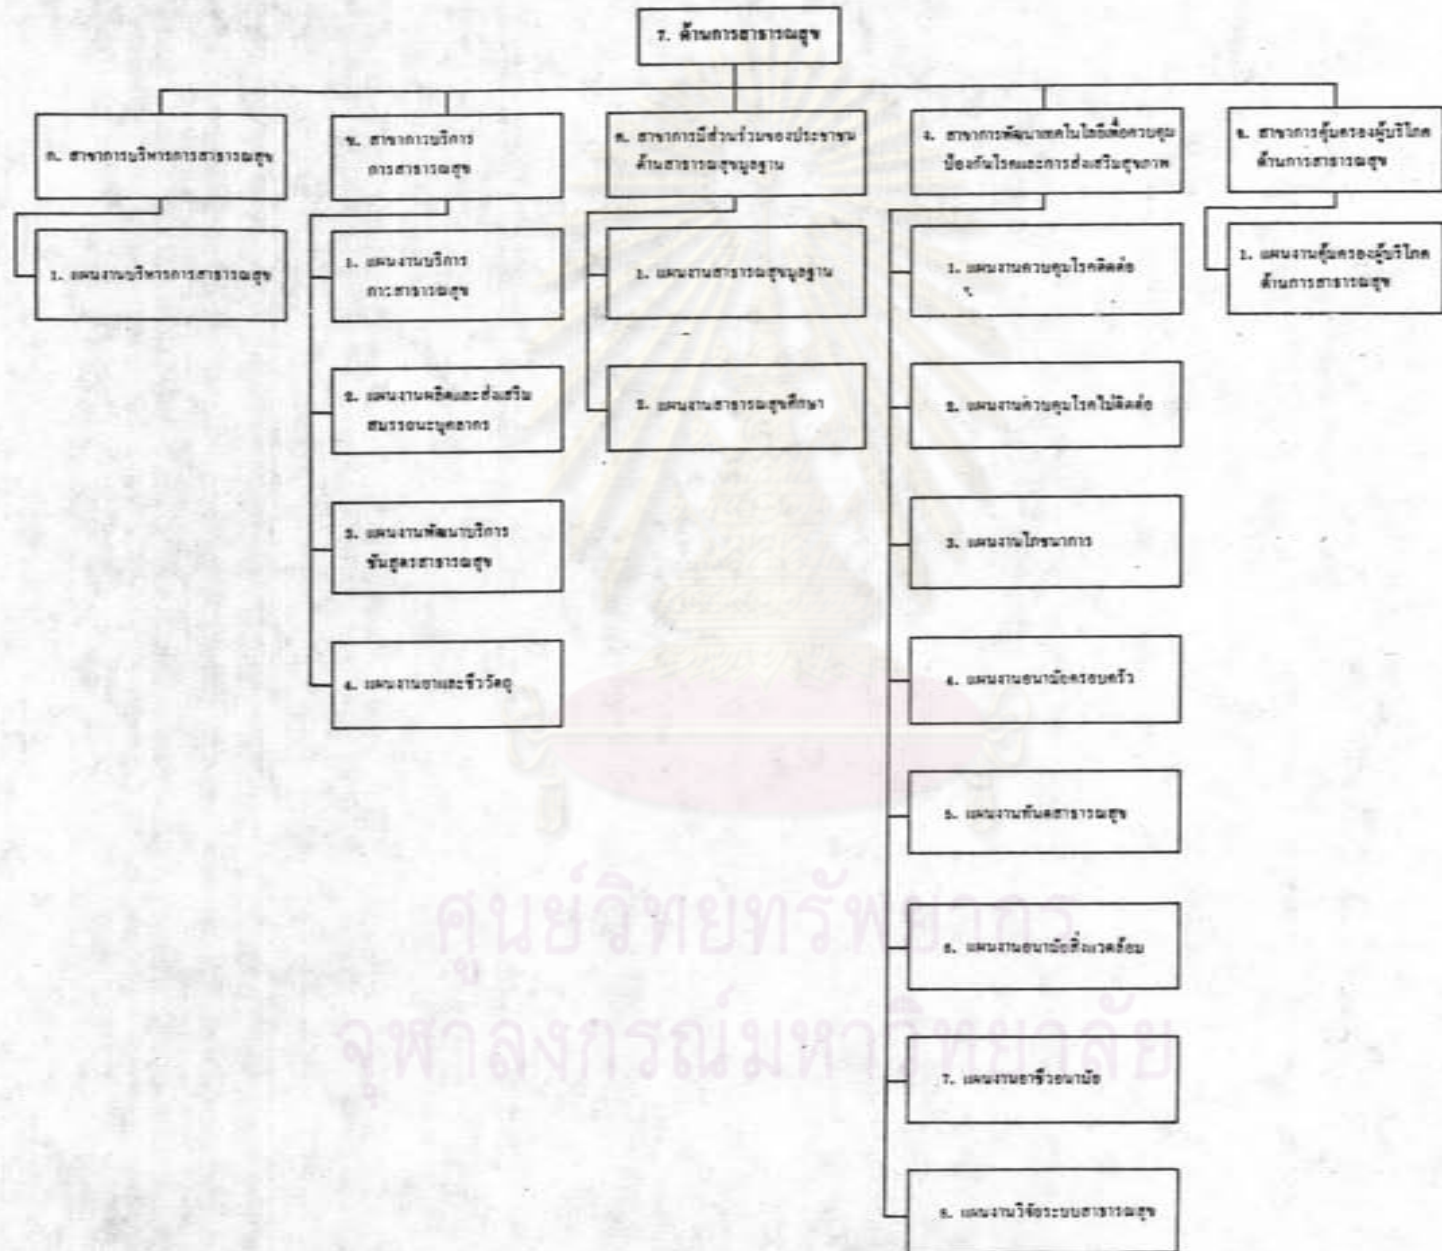 7. ด้านการสาธารณสุข
ก. สาขาการบริหารการสาธารณสุข
1. แผนงานบริหารการสาธารณสุข
ข. สาขาการบริการ
การสาธารณสุข
1. แผนงานบริการ
การสาธารณสุข
2. แผนงานผลิตและส่งเสริม
สมรรถนะบุคลากร
3. แผนงานพัฒนาบริการ
ชันสูตรสาธารณสุข
4. แผนงานยาและชีววัตถุ
ค. สาขาการมีส่วนร่วมของประชาชน
ด้านสาธารณสุขมูลฐาน
1. แผนงานสาธารณสุขมูลฐาน
2. แผนงานสาธารณสุขศึกษา
ง. สาขาการพัฒนาเทคโนโลยีเพื่อควบคุม
ป้องกันโรคและการส่งเสริมสุขภาพ
1. แผนงานควบคุมโรคติดต่อ
2. แผนงานควบคุมโรคไม่ติดต่อ
3. แผนงานโภชนาการ
4. แผนงานอนามัยครอบครัว
5. แผนงานทันตสาธารณสุข
6. แผนงานอนามัยสิ่งแวดล้อม
7. แผนงานอาชีวอนามัย
8. แผนงานวิจัยระบบสาธารณสุข
จ. สาขาการคุ้มครองผู้บริโภค
ด้านการสาธารณสุข
1. แผนงานคุ้มครองผู้บริโภค
ด้านการสาธารณสุข
ศูนย์วิทยทรัพยากร
จุฬาลงกรณ์มหาวิทยาลัย